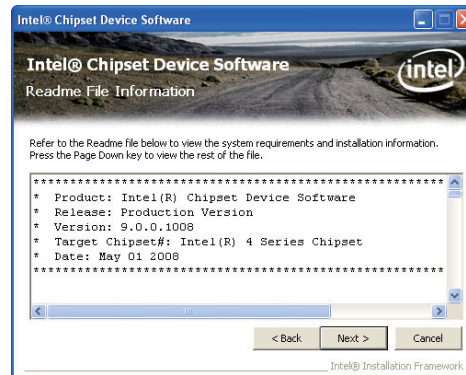 Intel® Chipset Device Software
Intel® Chipset Device Software
intel
Readme File Information
Refer to the Readme file below to view the system requirements and installation information.
Press the Page Down key to view the rest of the file.
********************************************************
* Product: Intel(R) Chipset Device Software
* Release: Production Version
* Version: 9.0.0.1008
* Target Chipset#: Intel(R) 4 Series Chipset
* Date: May 01 2008
********************************************************
< Back Next > Cancel
Intel® Installation Framework